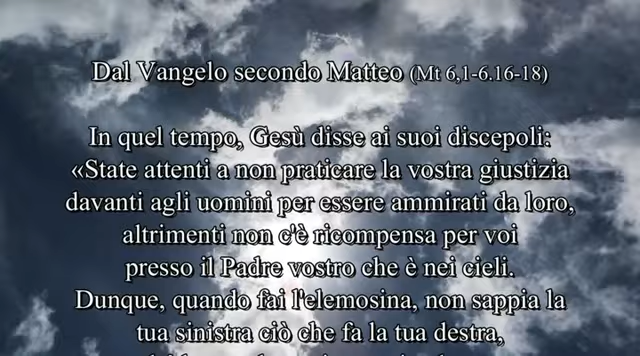 Dal Vangelo secondo Matteo (Mt 6,1-6.16-18)
In quel tempo, Gesù disse ai suoi discepoli:
«State attenti a non praticare la vostra giustizia
davanti agli uomini per essere ammirati da loro,
altrimenti non c'è ricompensa per voi
presso il Padre vostro che è nei cieli.
Dunque, quando fai l'elemosina, non sappia la
tua sinistra ciò che fa la tua destra,